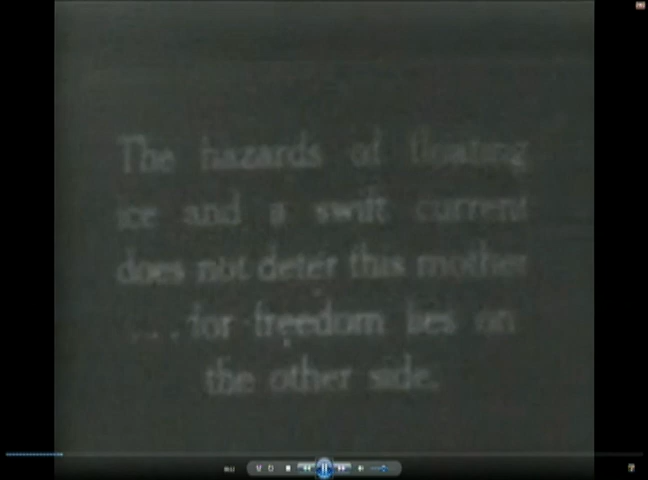 The hazards of floating
ice and a swift current
does not deter this mother
....for freedom lies on
the other side.